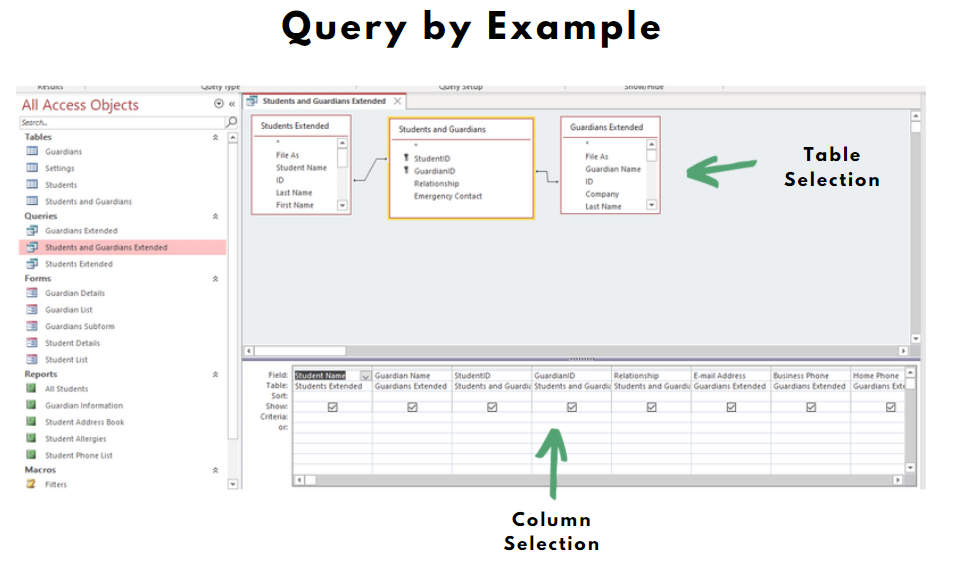 Query by Example
Results Query Type Query Setup Show/Hide
All Access Objects
Search...
Tables
Guardians
Settings
Students
Students and Guardians
Queries
Guardians Extended
Students and Guardians Extended
Students Extended
Forms
Guardian Details
Guardian List
Guardians Subform
Student Details
Student List
Reports
All Students
Guardian Information
Student Address Book
Student Allergies
Student Phone List
Macros
Filters
Students and Guardians Extended
Students Extended
*
File As
Student Name
ID
Last Name
First Name
Students and Guardians
*
StudentID
GuardianID
Relationship
Emergency Contact
Guardians Extended
*
File As
Guardian Name
ID
Company
Last Name
Table
Selection
Field: Student Name Guardian Name StudentID GuardianID Relationship E-mail Address Business Phone Home Phone
Table: Students Extended Guardians Extended Students and Guardia Students and Guardia Students and Guardia Guardians Extended Guardians Extended Guardians Exte
Sort:
Show:
Criteria:
or:
Column
Selection